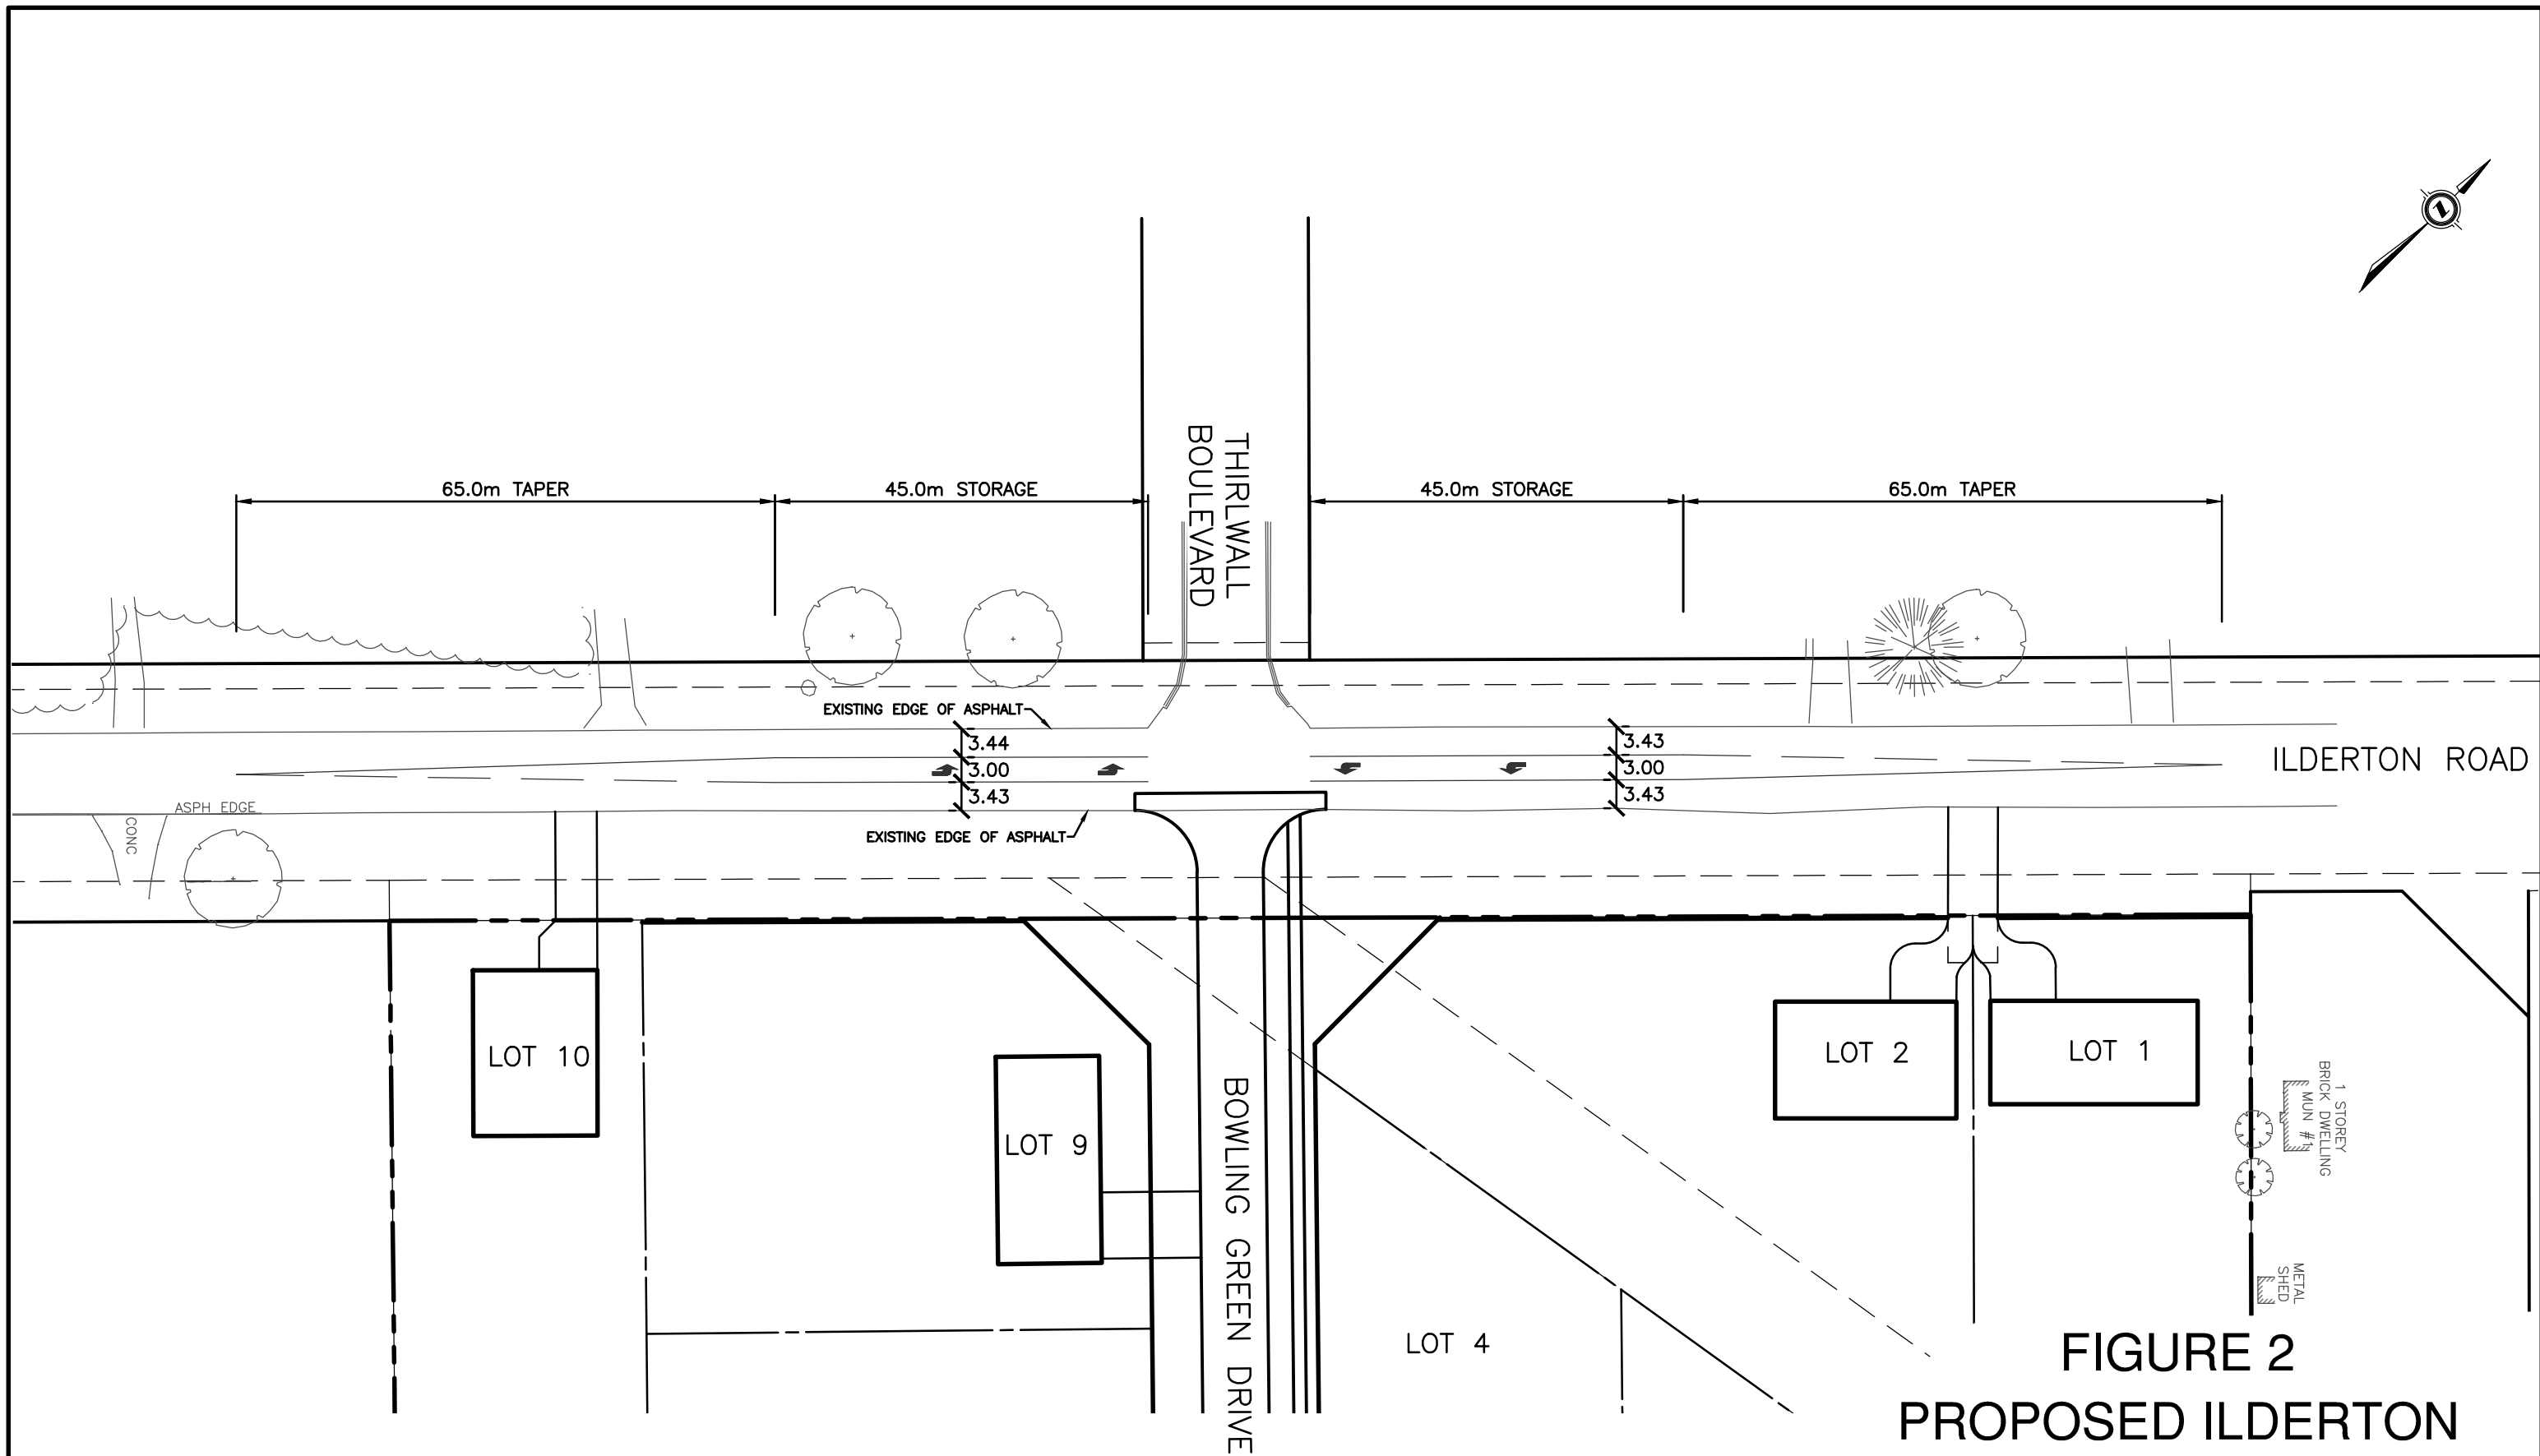 THIRLWALL
BOULEVARD
65.0m TAPER
45.0m STORAGE
45.0m STORAGE
65.0m TAPER
EXISTING EDGE OF ASPHALT
3.44
3.00
3.43
3.43
3.00
3.43
ILDERTON ROAD
ASPH EDGE
CONC
EXISTING EDGE OF ASPHALT
LOT 10
LOT 9
BOWLING GREEN DRIVE
LOT 2
LOT 1
1 STOREY
BRICK DWELLING
MUN #1
METAL
SHED
LOT 4
Z
FIGURE 2
PROPOSED ILDERTON